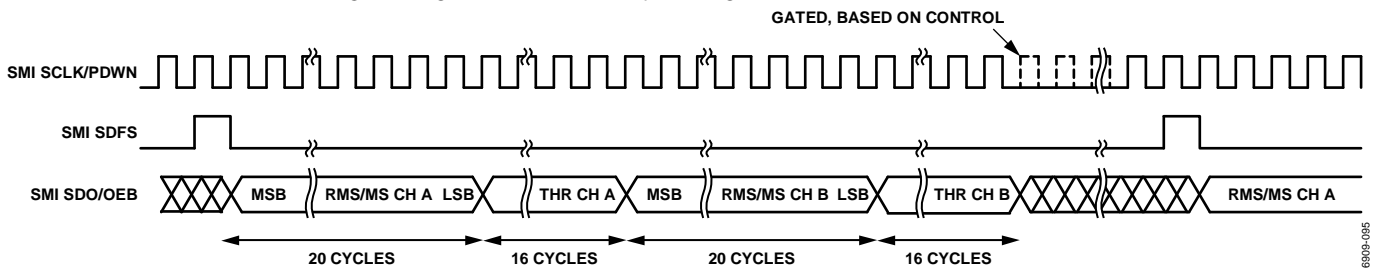 GATED, BASED ON CONTROL
SMI SCLK/PDWN
SMI SDFS
SMI SDO/OEB
MSB
RMS/MS CH A LSB
THR CH A
MSB
RMS/MS CH B LSB
THR CH B
RMS/MS CH A
20 CYCLES
16 CYCLES
20 CYCLES
16 CYCLES
6909-095